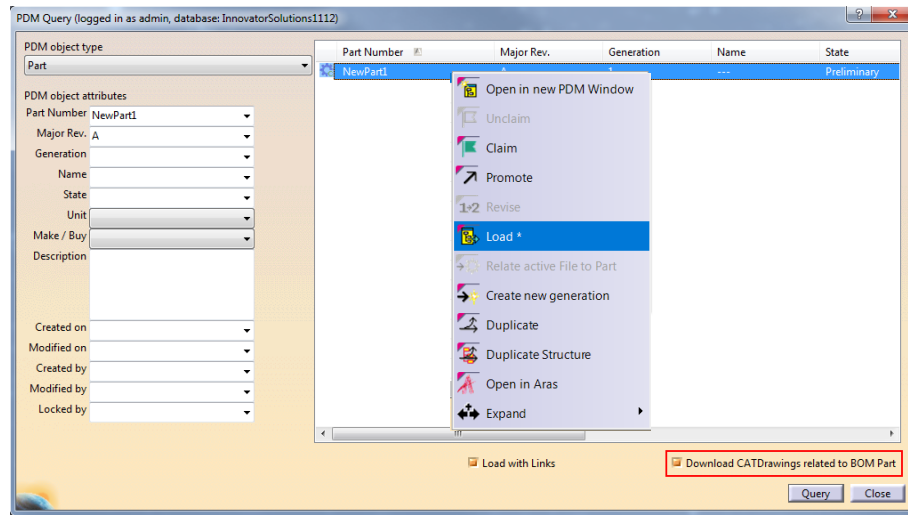 PDM Query (logged in as admin, database: InnovatorSolutions1112)
PDM object type
Part
PDM object attributes
Part Number NewPart1
Major Rev. A
Generation
Name
State
Unit
Make / Buy
Description
Created on
Modified on
Created by
Modified by
Locked by
Part Number Major Rev. Generation Name State
NewPart1 --- Preliminary
Open in new PDM Window
Unclaim
Claim
Promote
1➔2 Revise
Load *
Relate active File to Part
Create new generation
Duplicate
Duplicate Structure
Open in Aras
Expand
Load with Links
Download CATDrawings related to BOM Part
Query Close